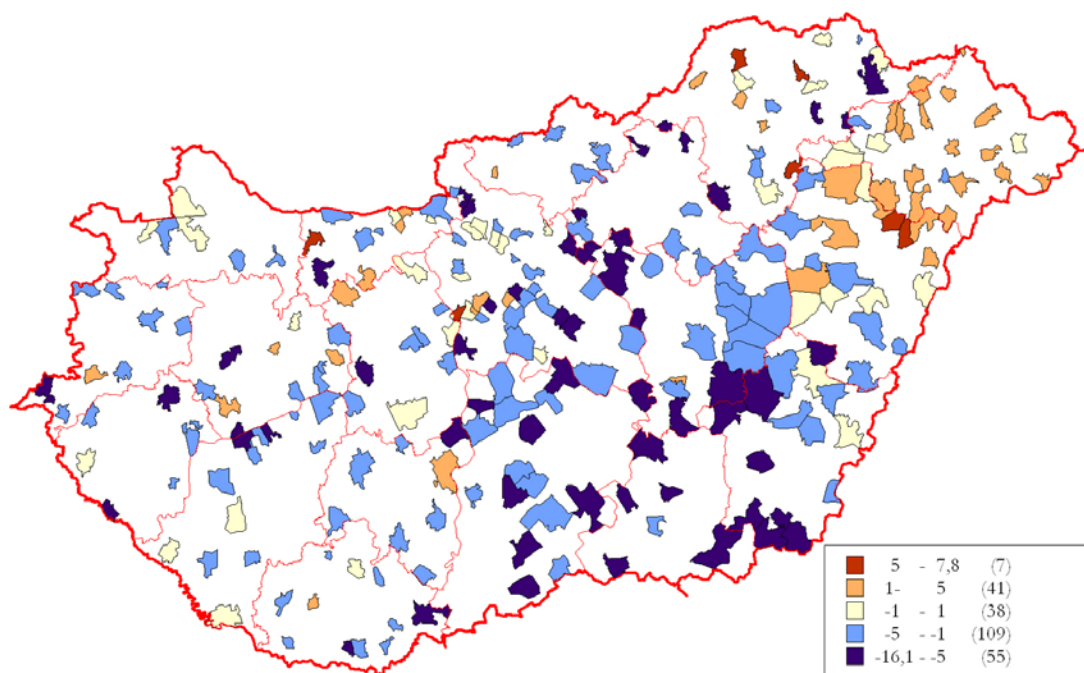 5 - 7,8 (7)
1- 5 (41)
-1 - 1 (38)
-5 - -1 (109)
-16,1 - -5 (55)